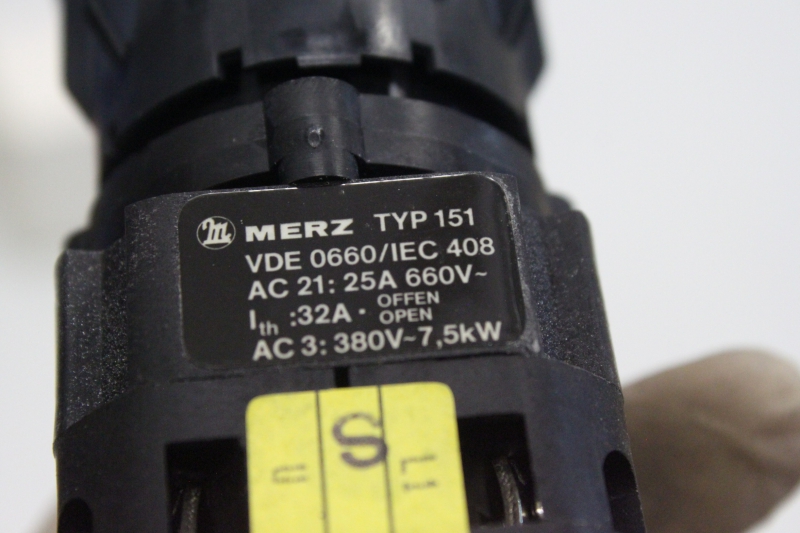 m MERZ TYP 151
VDE 0660/IEC 408
AC 21: 25A 660V~
Ith :32A · OFFEN OPEN
AC 3: 380V~7,5kW
S